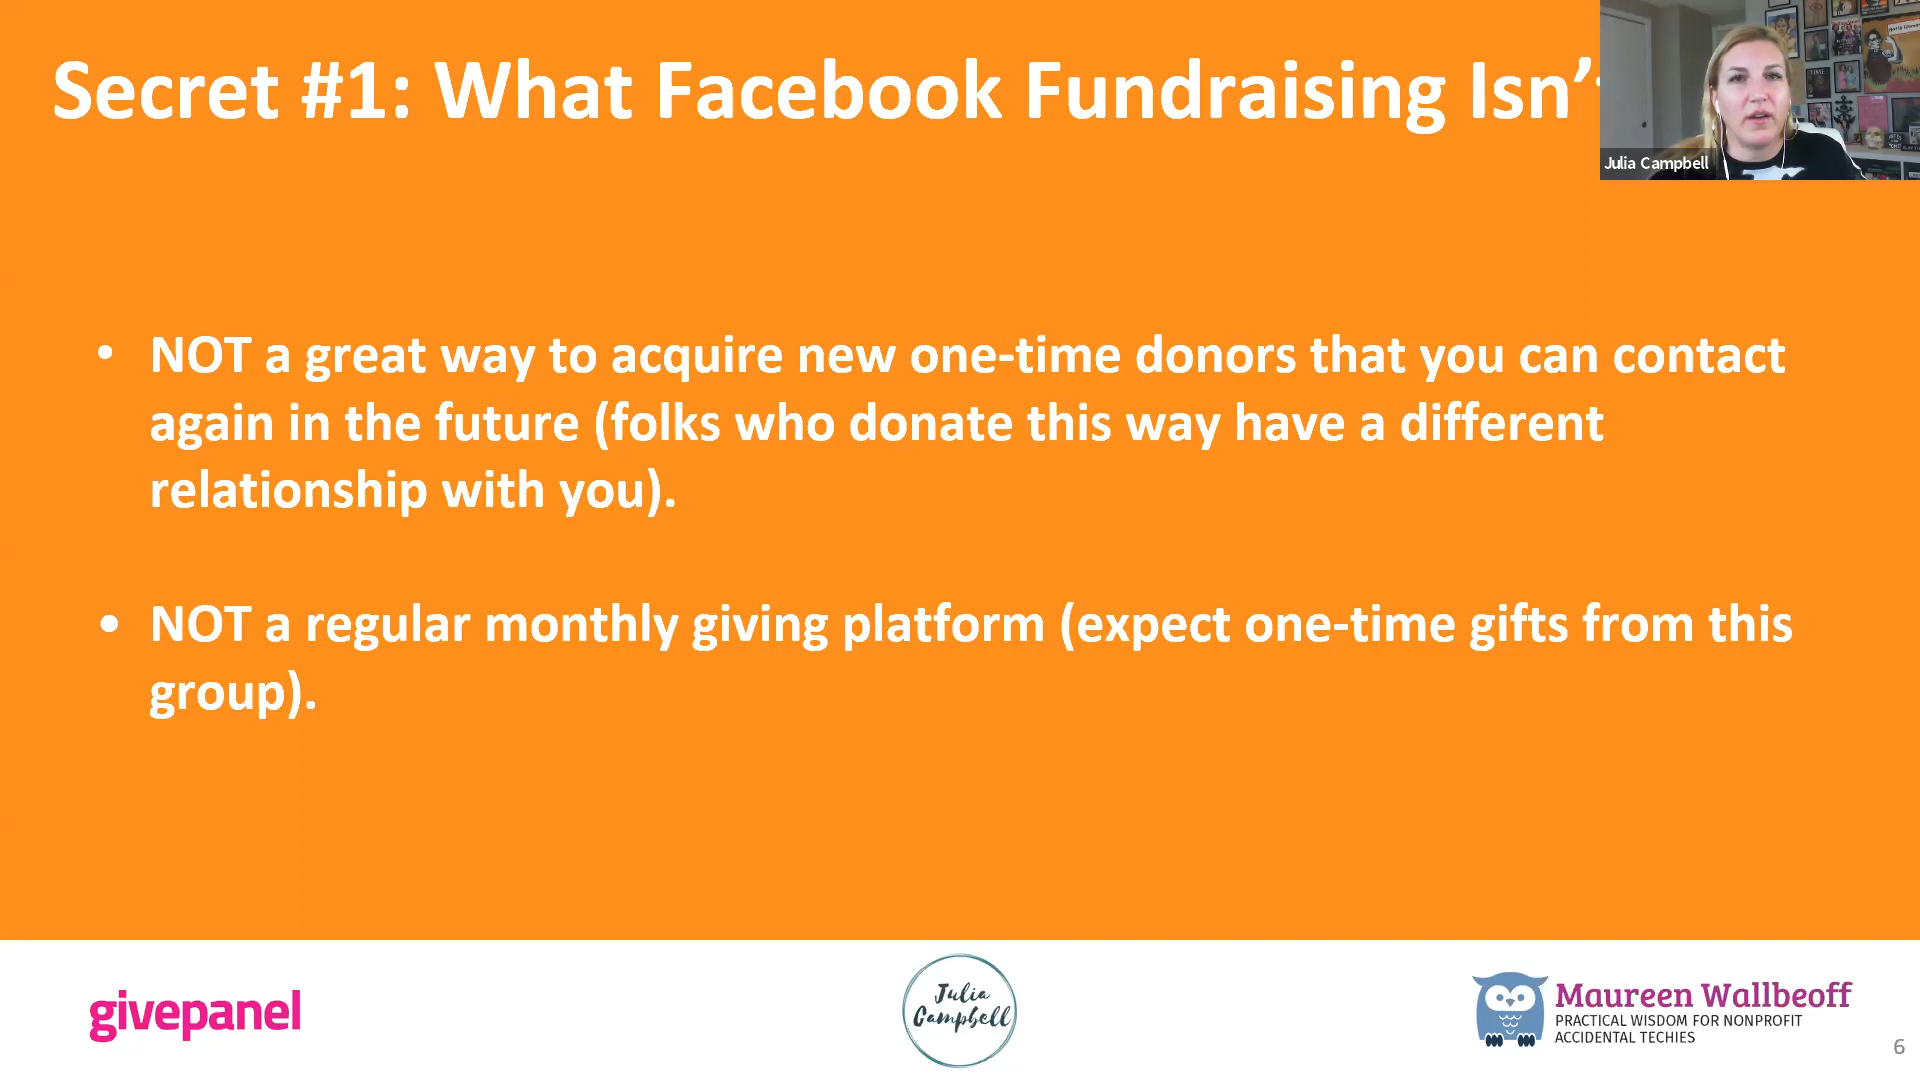 Secret #1: What Facebook Fundraising Isn’
Julia Campbell
• NOT a great way to acquire new one-time donors that you can contact
again in the future (folks who donate this way have a different
relationship with you).
• NOT a regular monthly giving platform (expect one-time gifts from this
group).
givepanel
Julia
Campbell
Maureen Wallbeoff
PRACTICAL WISDOM FOR NONPROFIT
ACCIDENTAL TECHIES
6